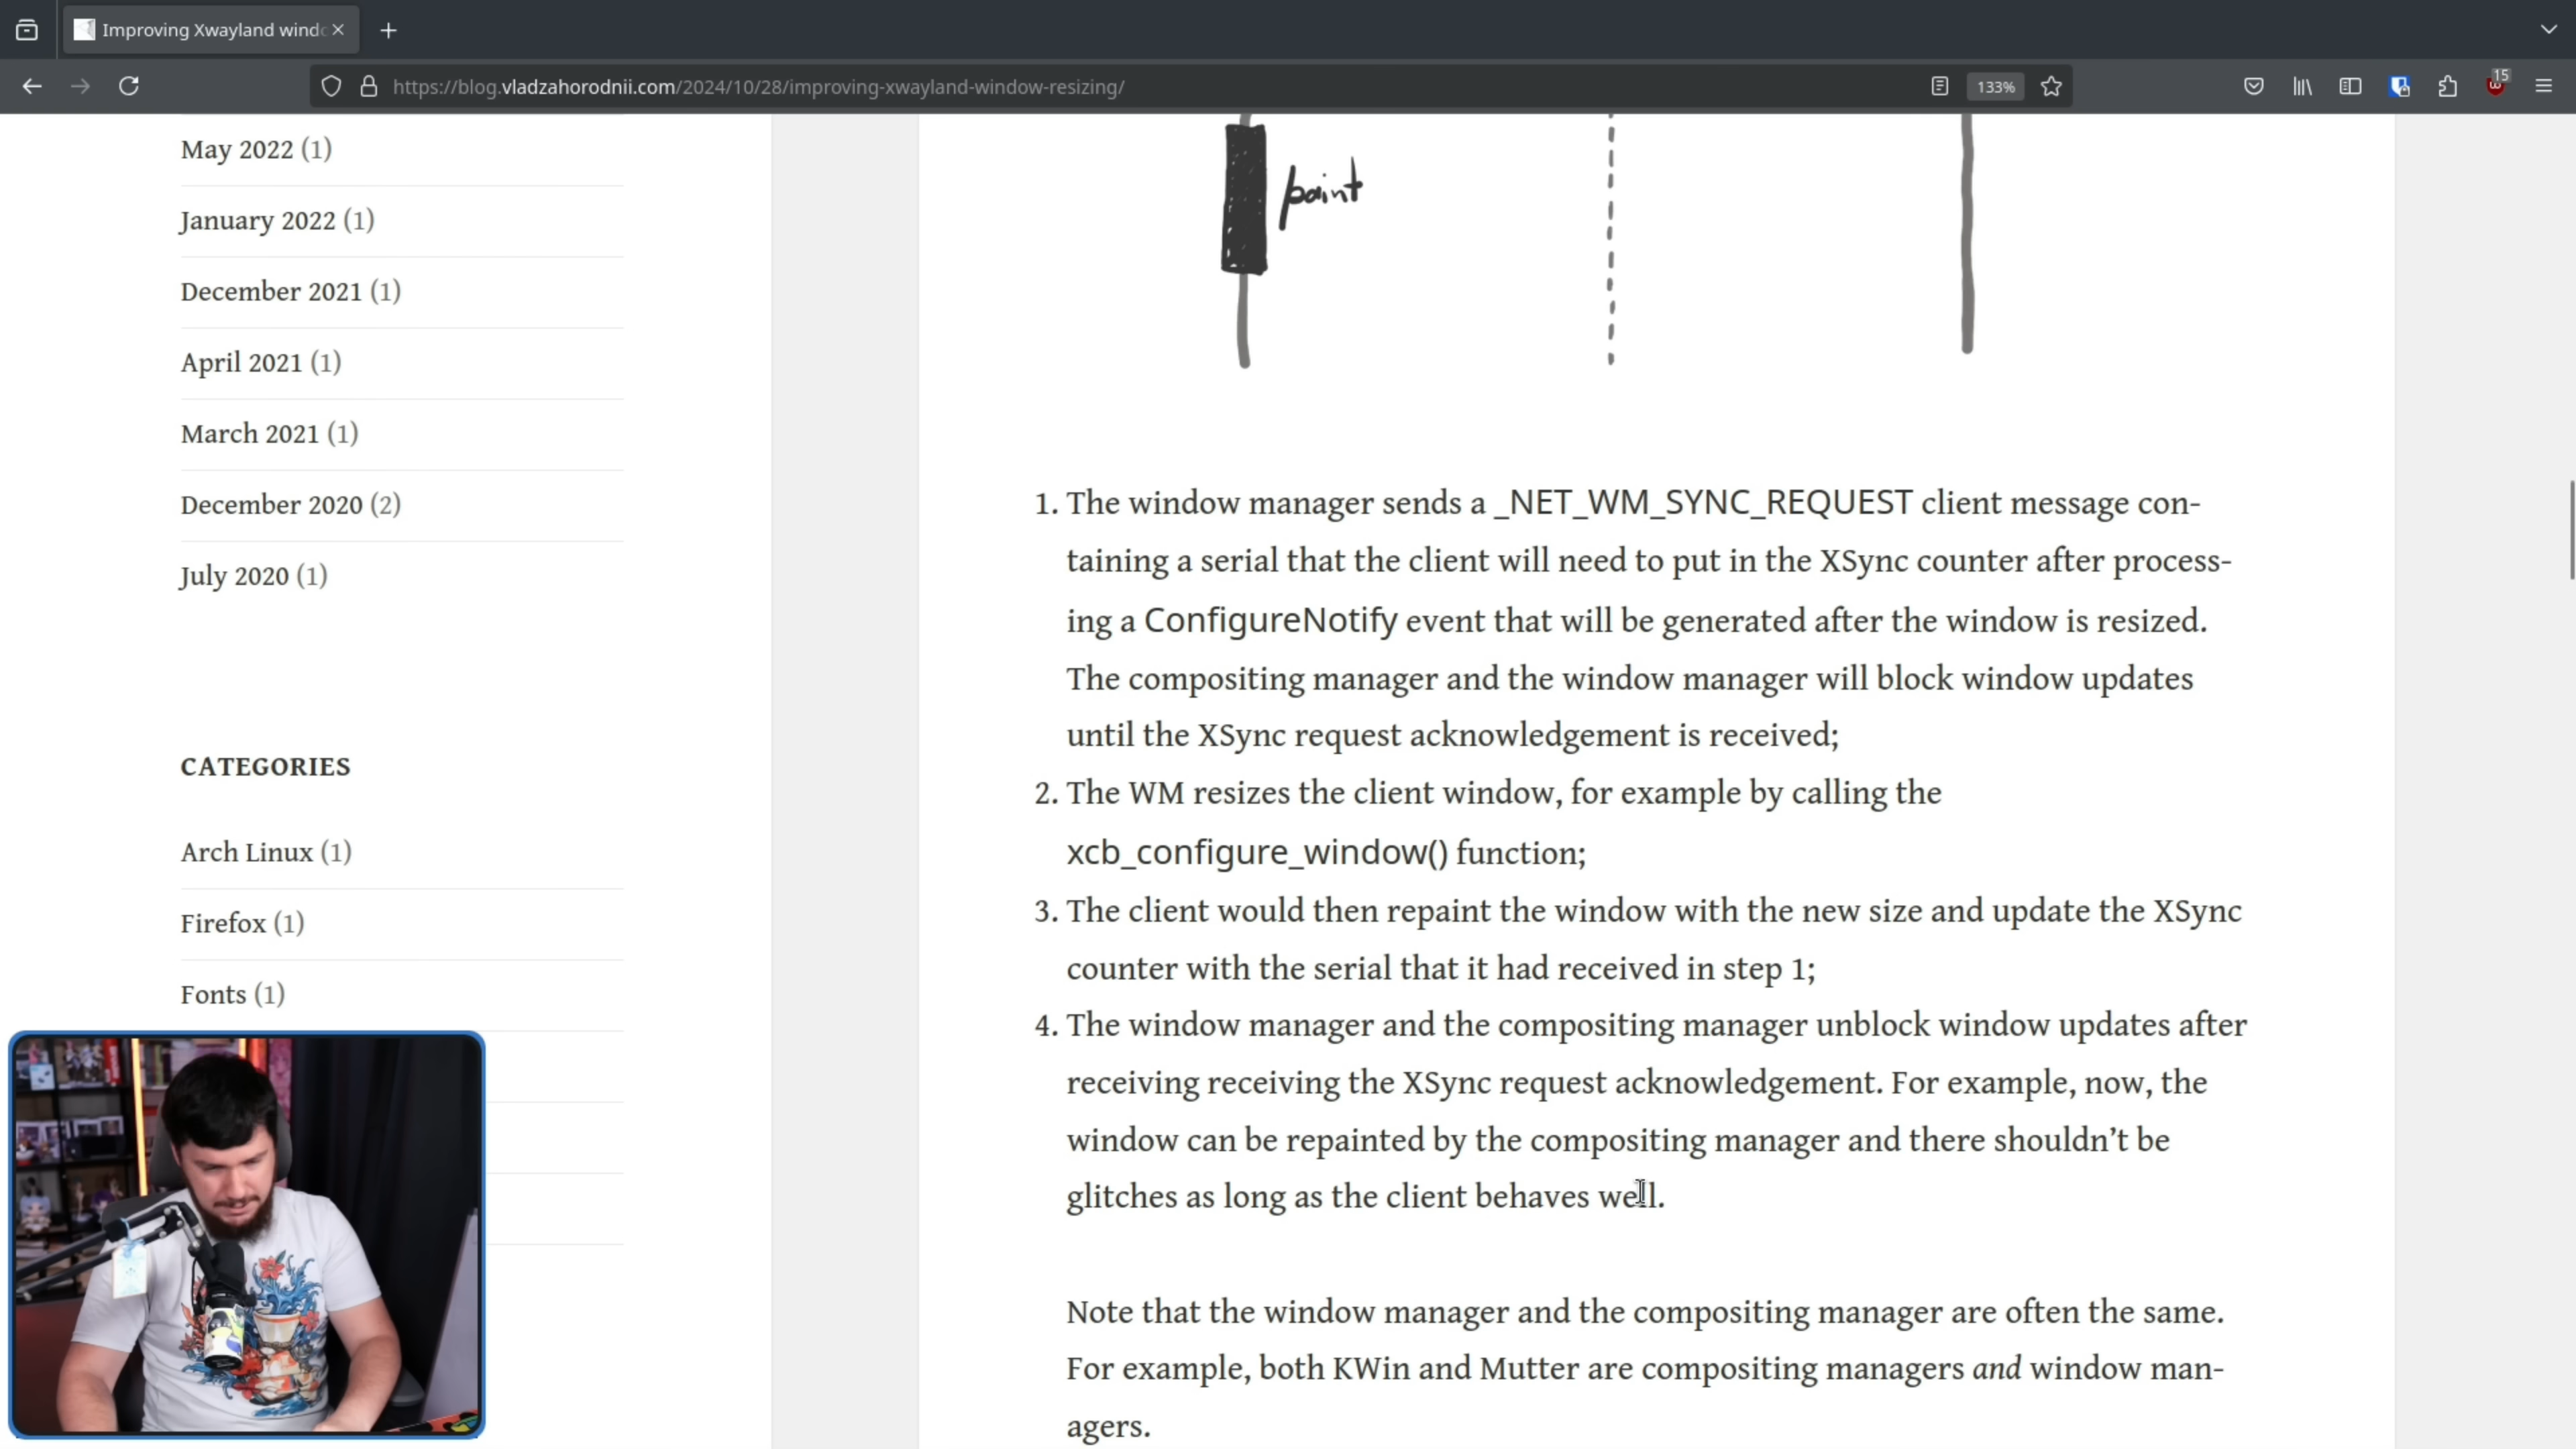 Improving Xwayland wind
https://blog.vladzahorodnii.com/2024/10/28/improving-xwayland-window-resizing/
133%
15
May 2022 (1)
January 2022 (1)
December 2021 (1)
April 2021 (1)
March 2021 (1)
December 2020 (2)
July 2020 (1)
CATEGORIES
Arch Linux (1)
Firefox (1)
Fonts (1)
paint
1. The window manager sends a _NET_WM_SYNC_REQUEST client message con-
taining a serial that the client will need to put in the XSync counter after process-
ing a ConfigureNotify event that will be generated after the window is resized.
The compositing manager and the window manager will block window updates
until the XSync request acknowledgement is received;
2. The WM resizes the client window, for example by calling the
xcb_configure_window() function;
3. The client would then repaint the window with the new size and update the XSync
counter with the serial that it had received in step 1;
4. The window manager and the compositing manager unblock window updates after
receiving receiving the XSync request acknowledgement. For example, now, the
window can be repainted by the compositing manager and there shouldn’t be
glitches as long as the client behaves well.
Note that the window manager and the compositing manager are often the same.
For example, both KWin and Mutter are compositing managers and window man-
agers.